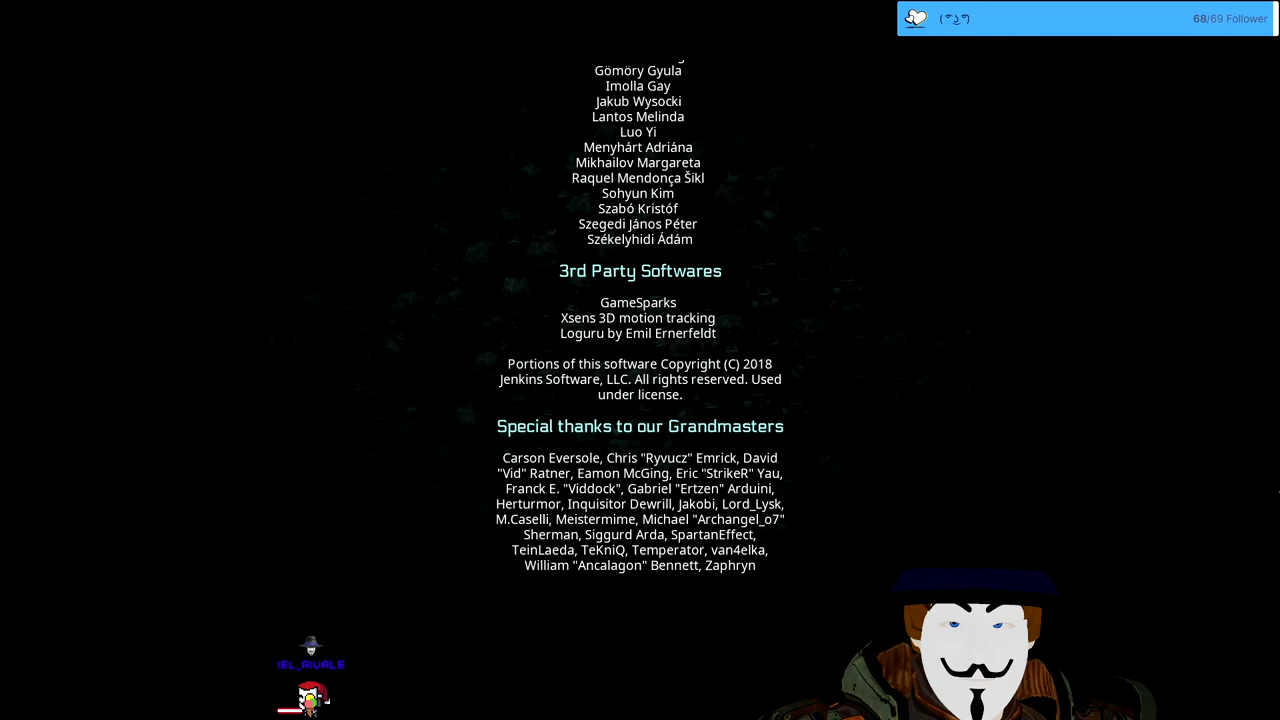 ( ͡° ͜ʖ ͡°)
68/69 Follower
Gömöry Gyula
Imolla Gay
Jakub Wysocki
Lantos Melinda
Luo Yi
Menyhárt Adriána
Mikhailov Margareta
Raquel Mendonça Šikl
Sohyun Kim
Szabó Kristóf
Szegedi János Péter
Székelyhidi Ádám
3rd Party Softwares
GameSparks
Xsens 3D motion tracking
Loguru by Emil Ernerfeldt
Portions of this software Copyright (C) 2018
Jenkins Software, LLC. All rights reserved. Used
under license.
Special thanks to our Grandmasters
Carson Eversole, Chris "Ryvucz" Emrick, David
"Vid" Ratner, Eamon McGing, Eric "StrikeR" Yau,
Franck E. "Viddock", Gabriel "Ertzen" Arduini,
Herturmor, Inquisitor Dewrill, Jakobi, Lord_Lysk,
M.Caselli, Meistermime, Michael "Archangel_o7"
Sherman, Siggurd Arda, SpartanEffect,
TeinLaeda, TeKniQ, Temperator, van4elka,
William "Ancalagon" Bennett, Zaphryn
IEL_RIVALE